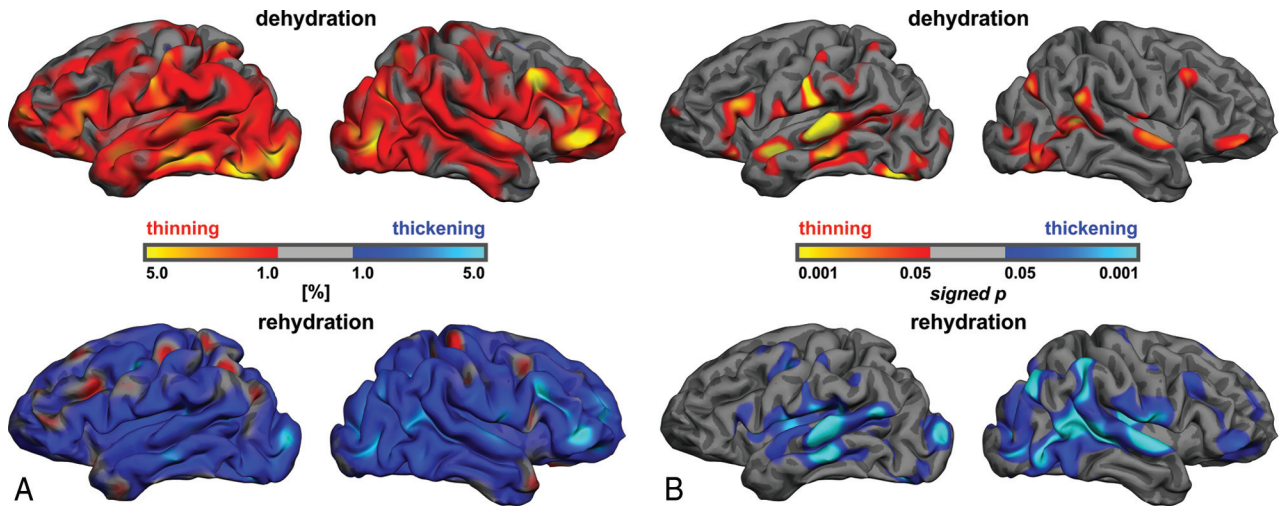 dehydration
thinning thickening
5.0 1.0 1.0 5.0
[%]
rehydration
A
dehydration
thinning thickening
0.001 0.05 0.05 0.001
signed p
rehydration
B